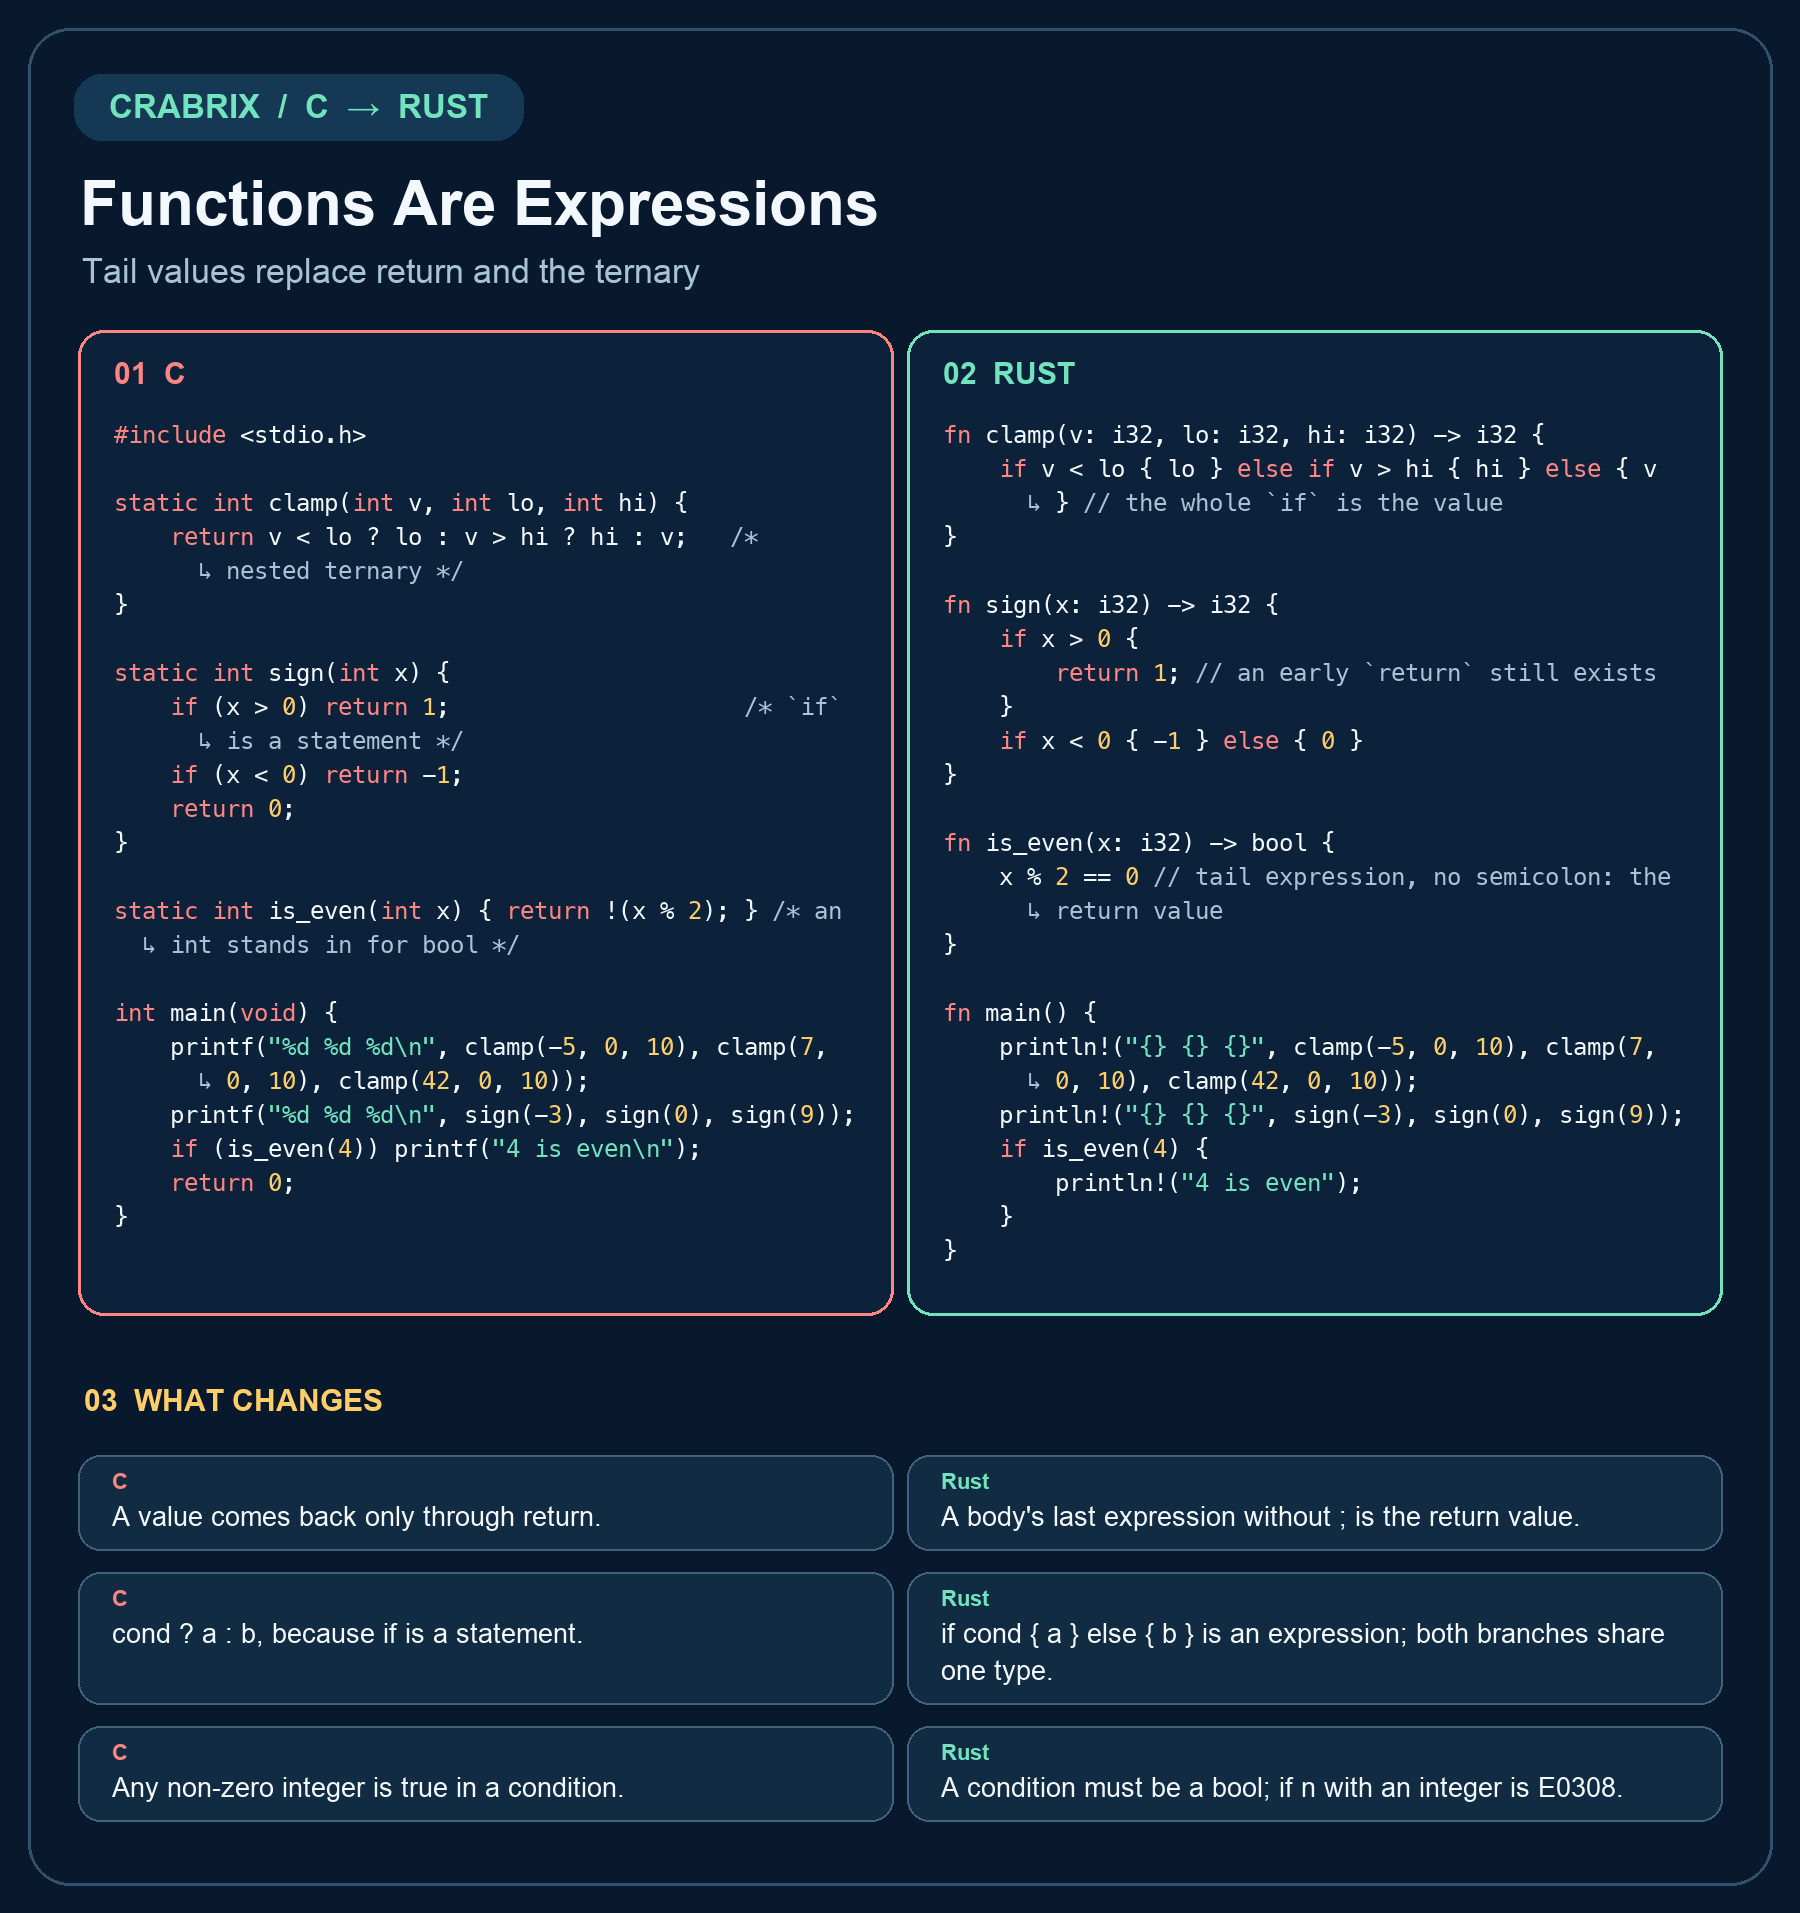 CRABRIX / C → RUST
Functions Are Expressions
Tail values replace return and the ternary
01 C
#include <stdio.h>

static int clamp(int v, int lo, int hi) {
    return v < lo ? lo : v > hi ? hi : v;   /*
      ↳ nested ternary */
}

static int sign(int x) {
    if (x > 0) return 1;                     /* `if`
      ↳ is a statement */
    if (x < 0) return −1;
    return 0;
}

static int is_even(int x) { return !(x % 2); } /* an
  ↳ int stands in for bool */

int main(void) {
    printf("%d %d %d\n", clamp(−5, 0, 10), clamp(7,
      ↳ 0, 10), clamp(42, 0, 10));
    printf("%d %d %d\n", sign(−3), sign(0), sign(9));
    if (is_even(4)) printf("4 is even\n");
    return 0;
}
02 RUST
fn clamp(v: i32, lo: i32, hi: i32) −> i32 {
    if v < lo { lo } else if v > hi { hi } else { v
      ↳ } // the whole `if` is the value
}

fn sign(x: i32) −> i32 {
    if x > 0 {
        return 1; // an early `return` still exists
    }
    if x < 0 { −1 } else { 0 }
}

fn is_even(x: i32) −> bool {
    x % 2 == 0 // tail expression, no semicolon: the
      ↳ return value
}

fn main() {
    println!("{} {} {}", clamp(−5, 0, 10), clamp(7,
      ↳ 0, 10), clamp(42, 0, 10));
    println!("{} {} {}", sign(−3), sign(0), sign(9));
    if is_even(4) {
        println!("4 is even");
    }
}
03 WHAT CHANGES
C
A value comes back only through return.
Rust
A body's last expression without ; is the return value.
C
cond ? a : b, because if is a statement.
Rust
if cond { a } else { b } is an expression; both branches share
one type.
C
Any non-zero integer is true in a condition.
Rust
A condition must be a bool; if n with an integer is E0308.